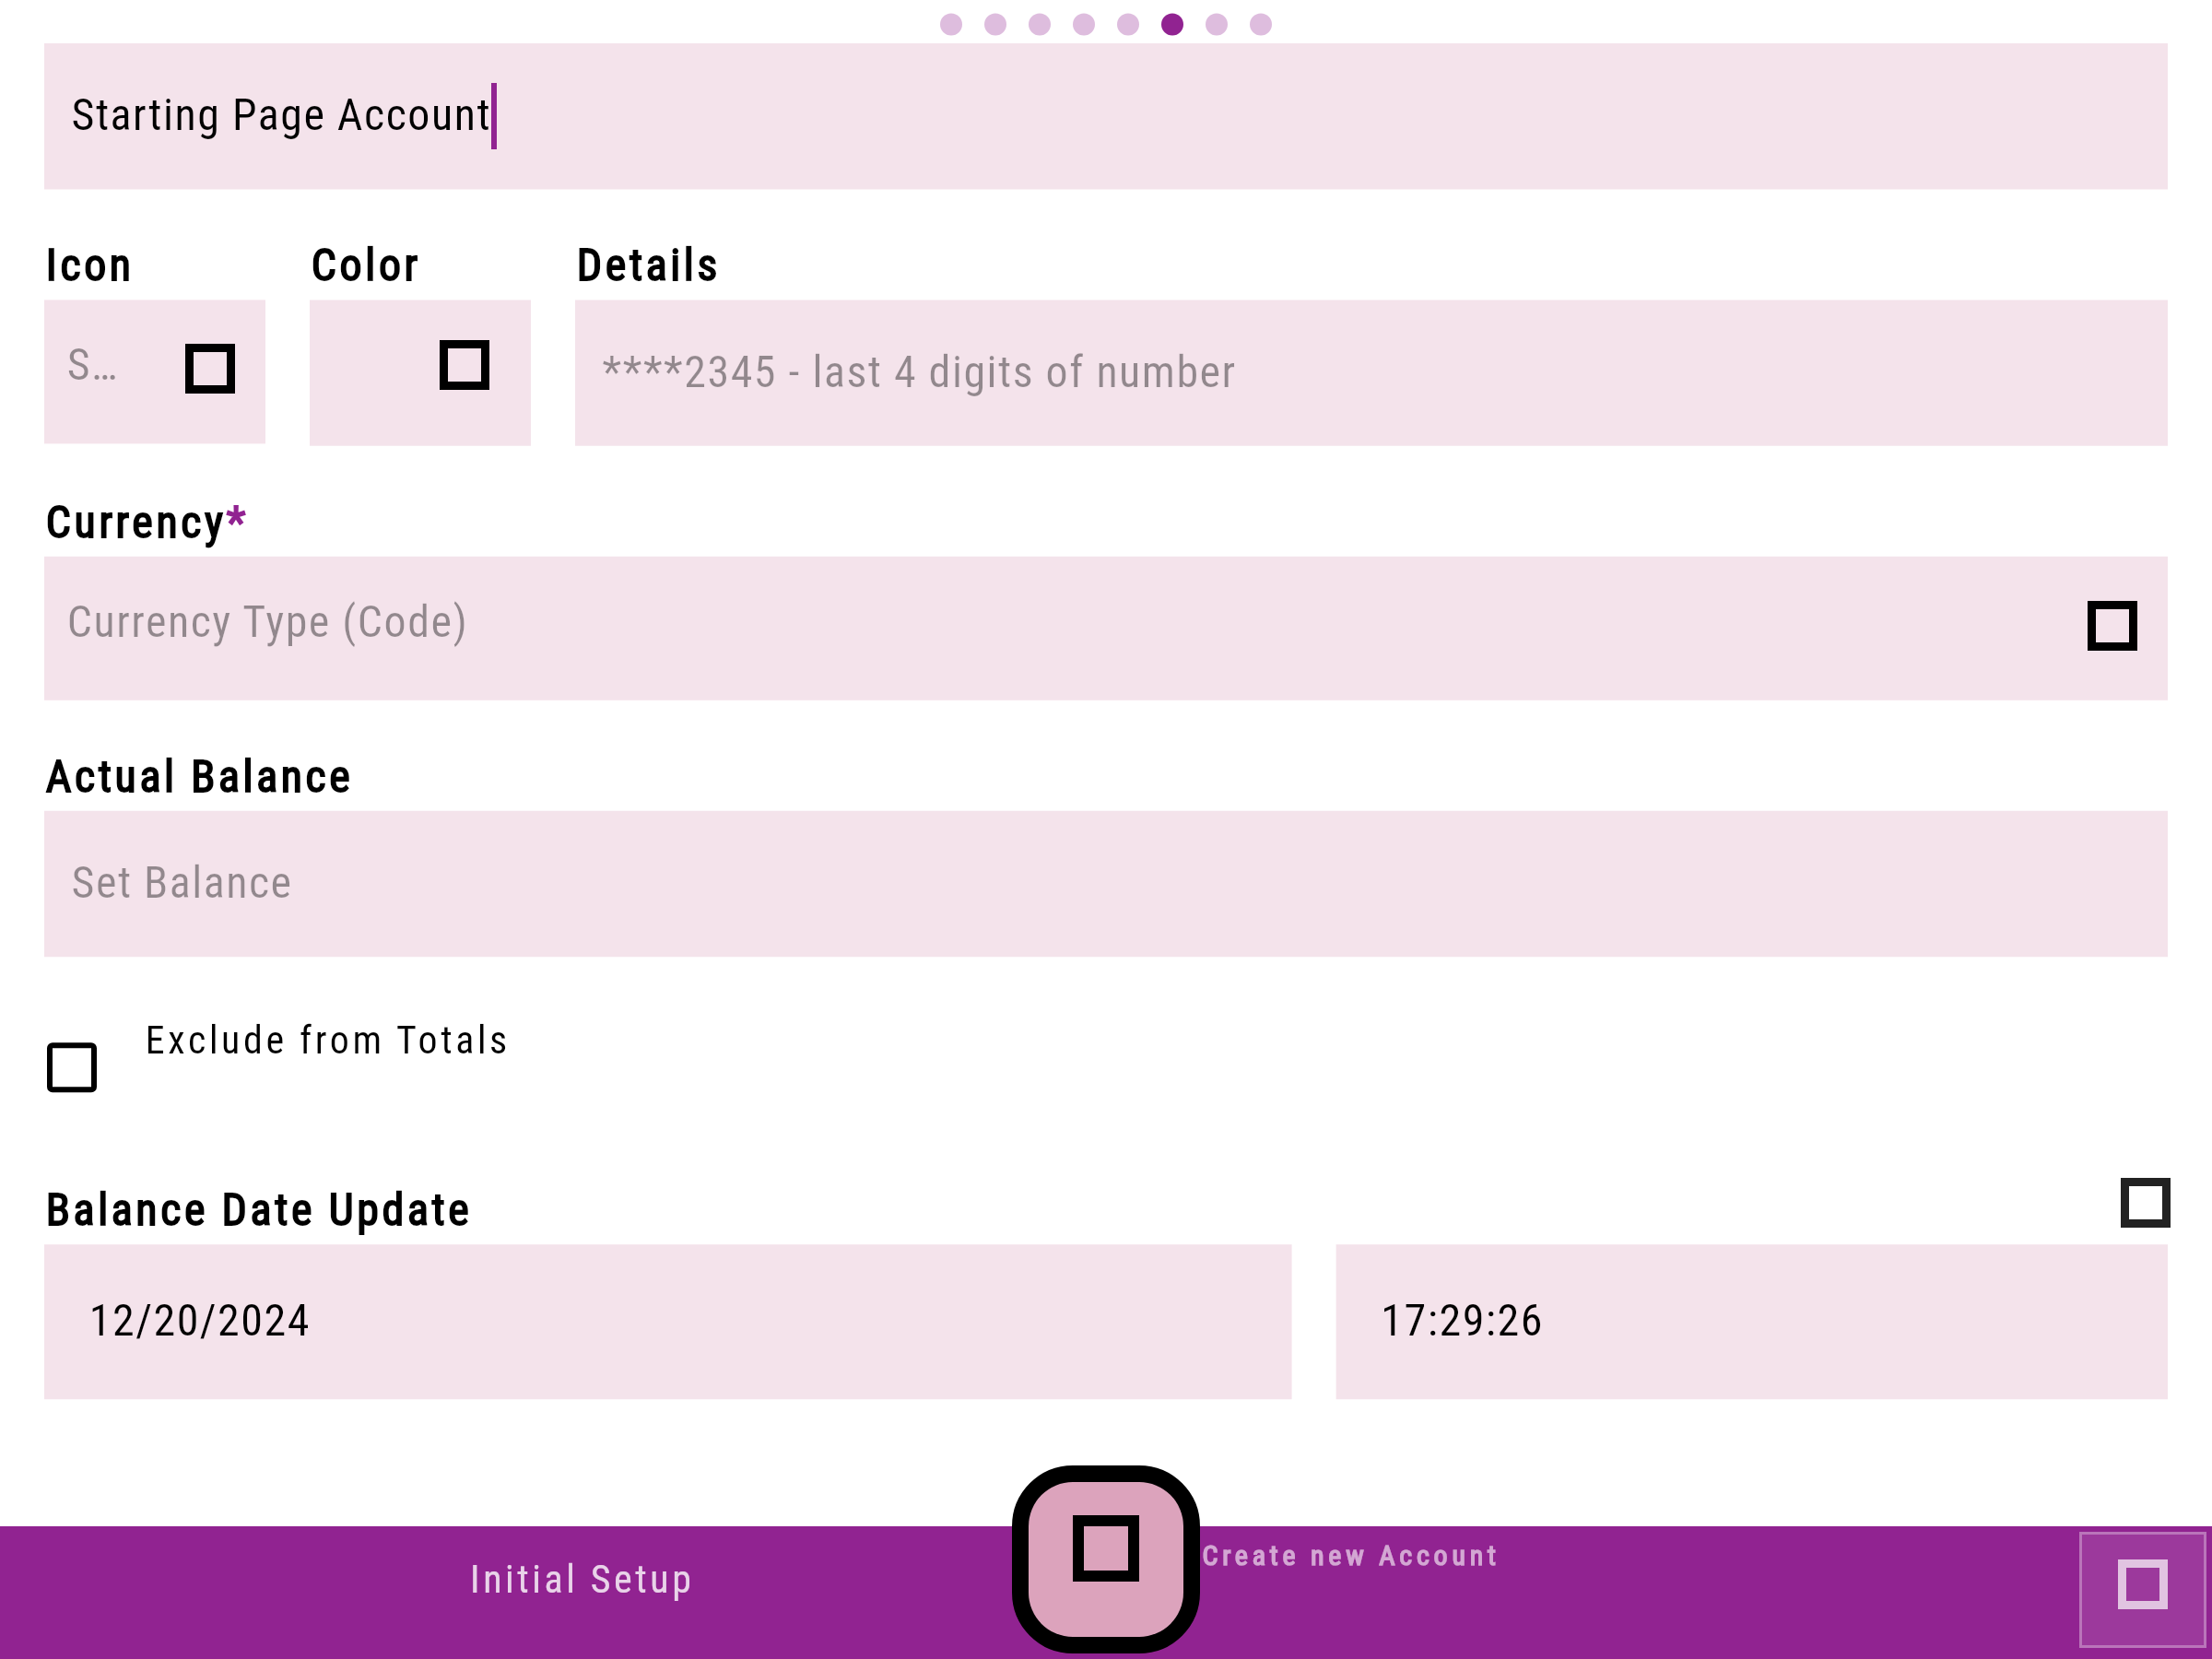 Starting Page Account
Icon Color Details
S… ****2345 - last 4 digits of number
Currency*
Currency Type (Code)
Actual Balance
Set Balance
Exclude from Totals
Balance Date Update
12/20/2024 17:29:26
Initial Setup Create new Account